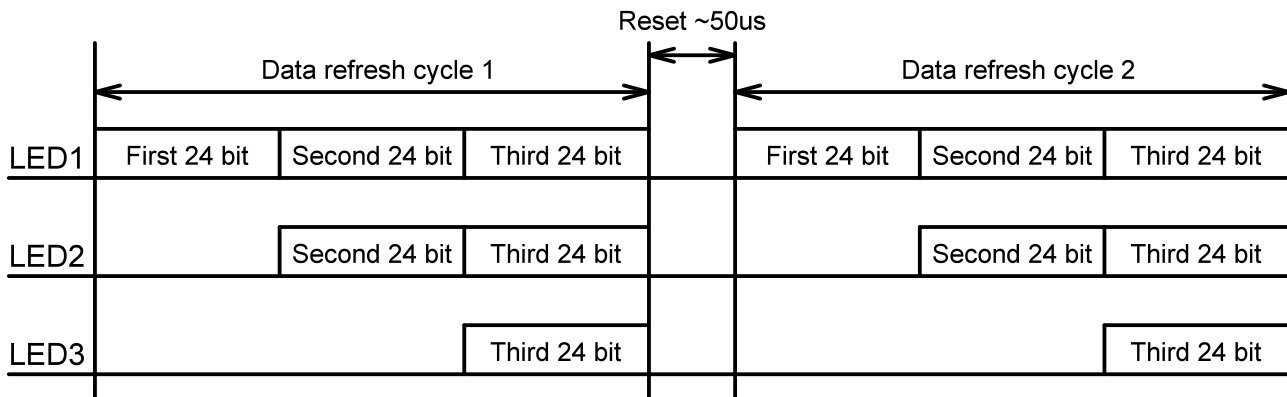 Reset ~50us
Data refresh cycle 1 Data refresh cycle 2
LED1 First 24 bit Second 24 bit Third 24 bit First 24 bit Second 24 bit Third 24 bit
LED2 Second 24 bit Third 24 bit Second 24 bit Third 24 bit
LED3 Third 24 bit Third 24 bit